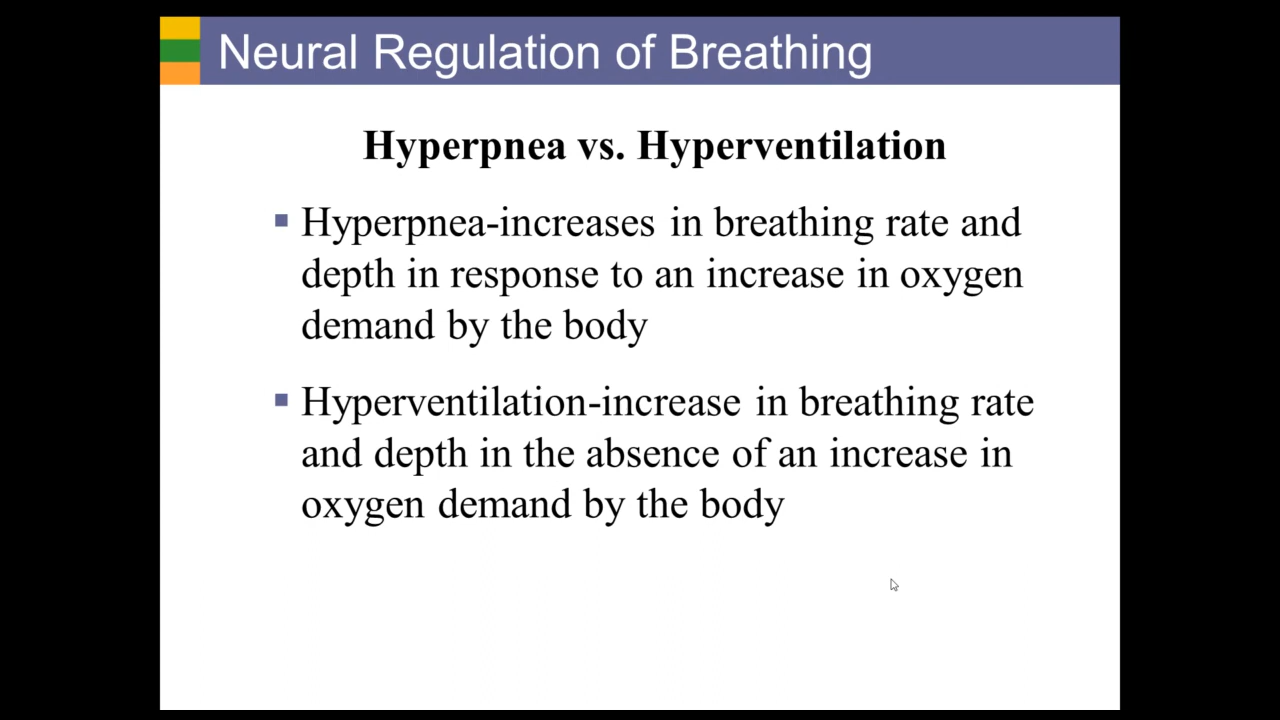 Neural Regulation of Breathing
Hyperpnea vs. Hyperventilation
Hyperpnea-increases in breathing rate and
depth in response to an increase in oxygen
demand by the body
Hyperventilation-increase in breathing rate
and depth in the absence of an increase in
oxygen demand by the body